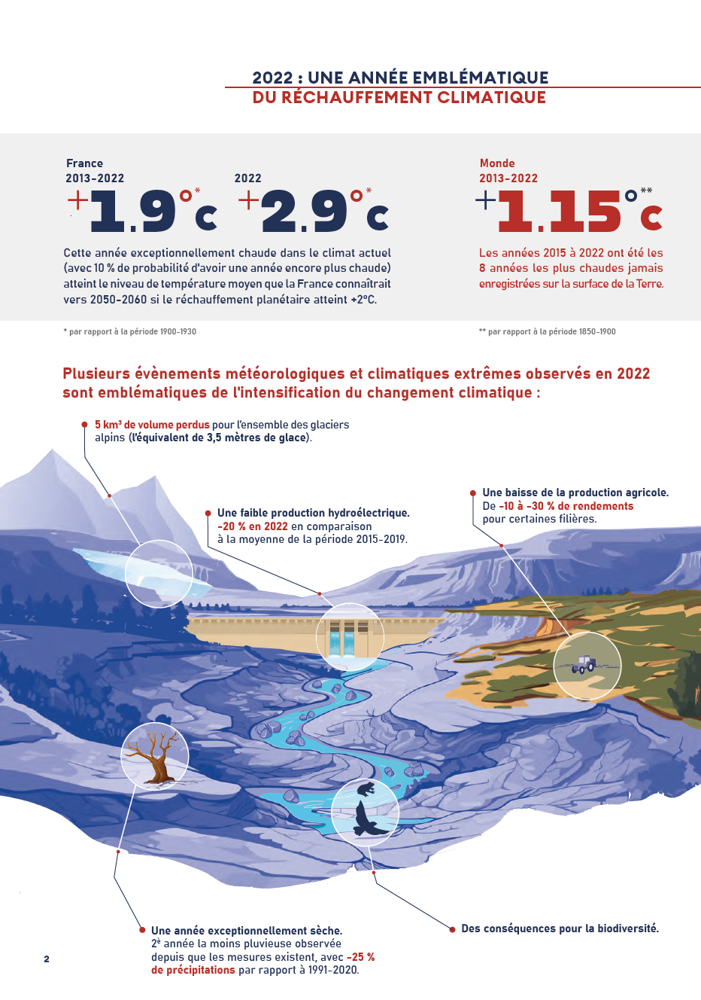 2022 : UNE ANNÉE EMBLÉMATIQUE
DU RÉCHAUFFEMENT CLIMATIQUE
France
2013-2022
+1.9°*C
2022
+2.9°*C
Cette année exceptionnellement chaude dans le climat actuel
(avec 10 % de probabilité d'avoir une année encore plus chaude)
atteint le niveau de température moyen que la France connaîtrait
vers 2050-2060 si le réchauffement planétaire atteint +2°C.
Monde
2013-2022
+1.15°**C
Les années 2015 à 2022 ont été les
8 années les plus chaudes jamais
enregistrées sur la surface de la Terre.
* par rapport à la période 1900-1930
** par rapport à la période 1850-1900
Plusieurs évènements météorologiques et climatiques extrêmes observés en 2022
sont emblématiques de l'intensification du changement climatique :
5 km³ de volume perdus pour l'ensemble des glaciers
alpins (l'équivalent de 3,5 mètres de glace).
Une baisse de la production agricole.
De -10 à -30 % de rendements
pour certaines filières.
Une faible production hydroélectrique.
-20 % en 2022 en comparaison
à la moyenne de la période 2015-2019.
Une année exceptionnellement sèche.
2è année la moins pluvieuse observée
depuis que les mesures existent, avec -25 %
de précipitations par rapport à 1991-2020.
Des conséquences pour la biodiversité.
2